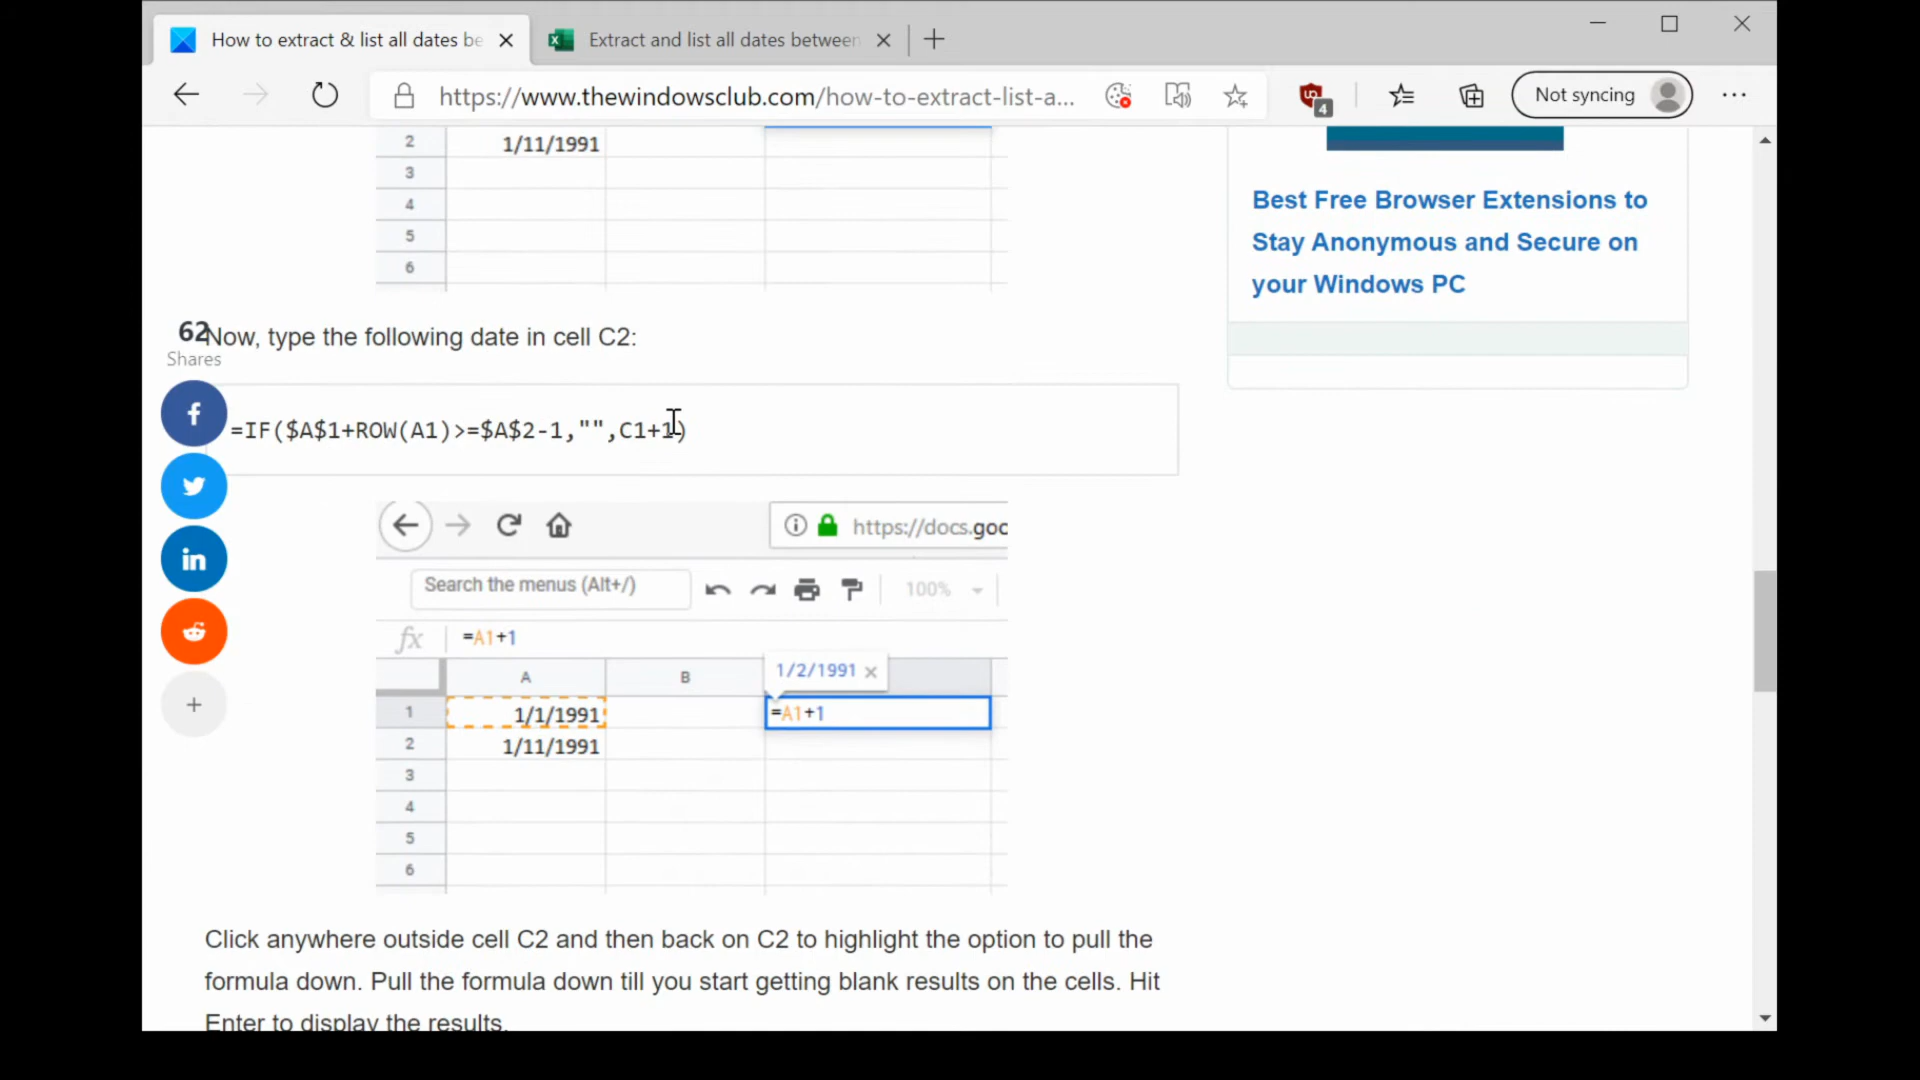 How to extract & list all dates be
Extract and list all dates between
https://www.thewindowsclub.com/how-to-extract-list-a...
4
Not syncing
2 1/11/1991
3
4
5
6
Best Free Browser Extensions to
Stay Anonymous and Secure on
your Windows PC
62
Shares
Now, type the following date in cell C2:
=IF($A$1+ROW(A1)>=$A$2-1,"",C1+1)
https://docs.goo
Search the menus (Alt+/)
100%
fx =A1+1
1/2/1991
A B
1 1/1/1991 =A1+1
2 1/11/1991
3
4
5
6
Click anywhere outside cell C2 and then back on C2 to highlight the option to pull the
formula down. Pull the formula down till you start getting blank results on the cells. Hit
Enter to display the results.